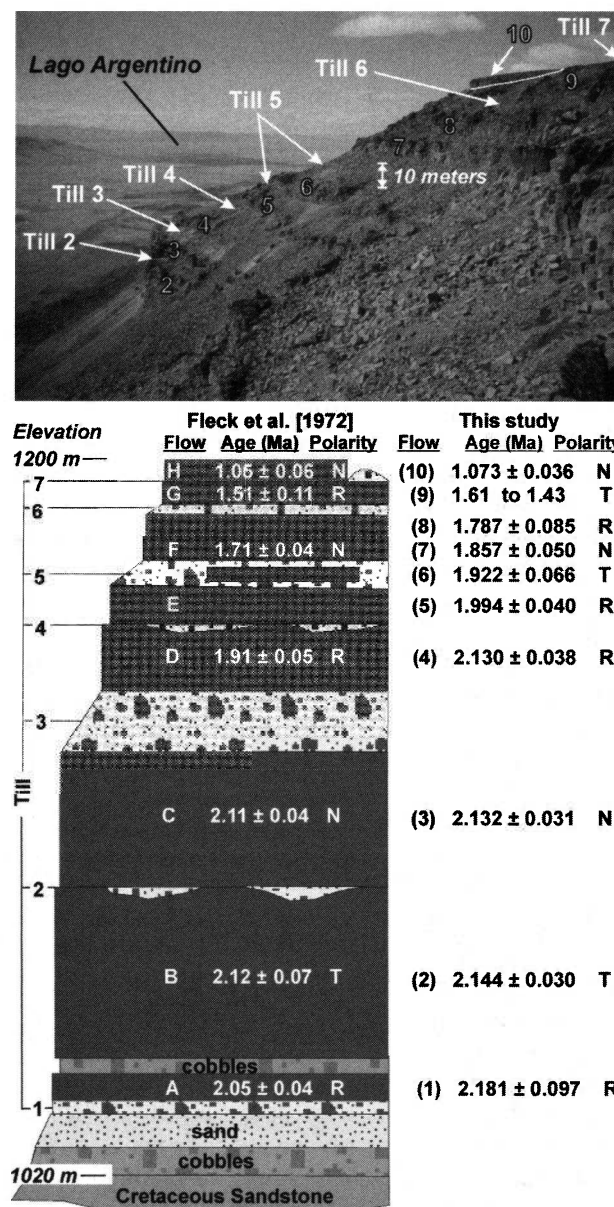 10
Till 7
Till 6
9
Lago Argentino
Till 5
8
7
10 meters
Till 4
6
5
Till 3
4
Till 2
3
2
Elevation
Fleck et al. [1972]
This study
Flow Age (Ma) Polarity
Flow Age (Ma) Polarity
1200 m
H 1.05 ± 0.06 N
(10) 1.073 ± 0.036 N
7
G 1.51 ± 0.11 R
(9) 1.61 to 1.43 T
6
(8) 1.787 ± 0.085 R
F 1.71 ± 0.04 N
(7) 1.857 ± 0.050 N
5
(6) 1.922 ± 0.066 T
E
(5) 1.994 ± 0.040 R
4
D 1.91 ± 0.05 R
(4) 2.130 ± 0.038 R
3
Till
C 2.11 ± 0.04 N
(3) 2.132 ± 0.031 N
2
B 2.12 ± 0.07 T
(2) 2.144 ± 0.030 T
cobbles
A 2.05 ± 0.04 R
(1) 2.181 ± 0.097 R
1
sand
cobbles
1020 m
Cretaceous Sandstone